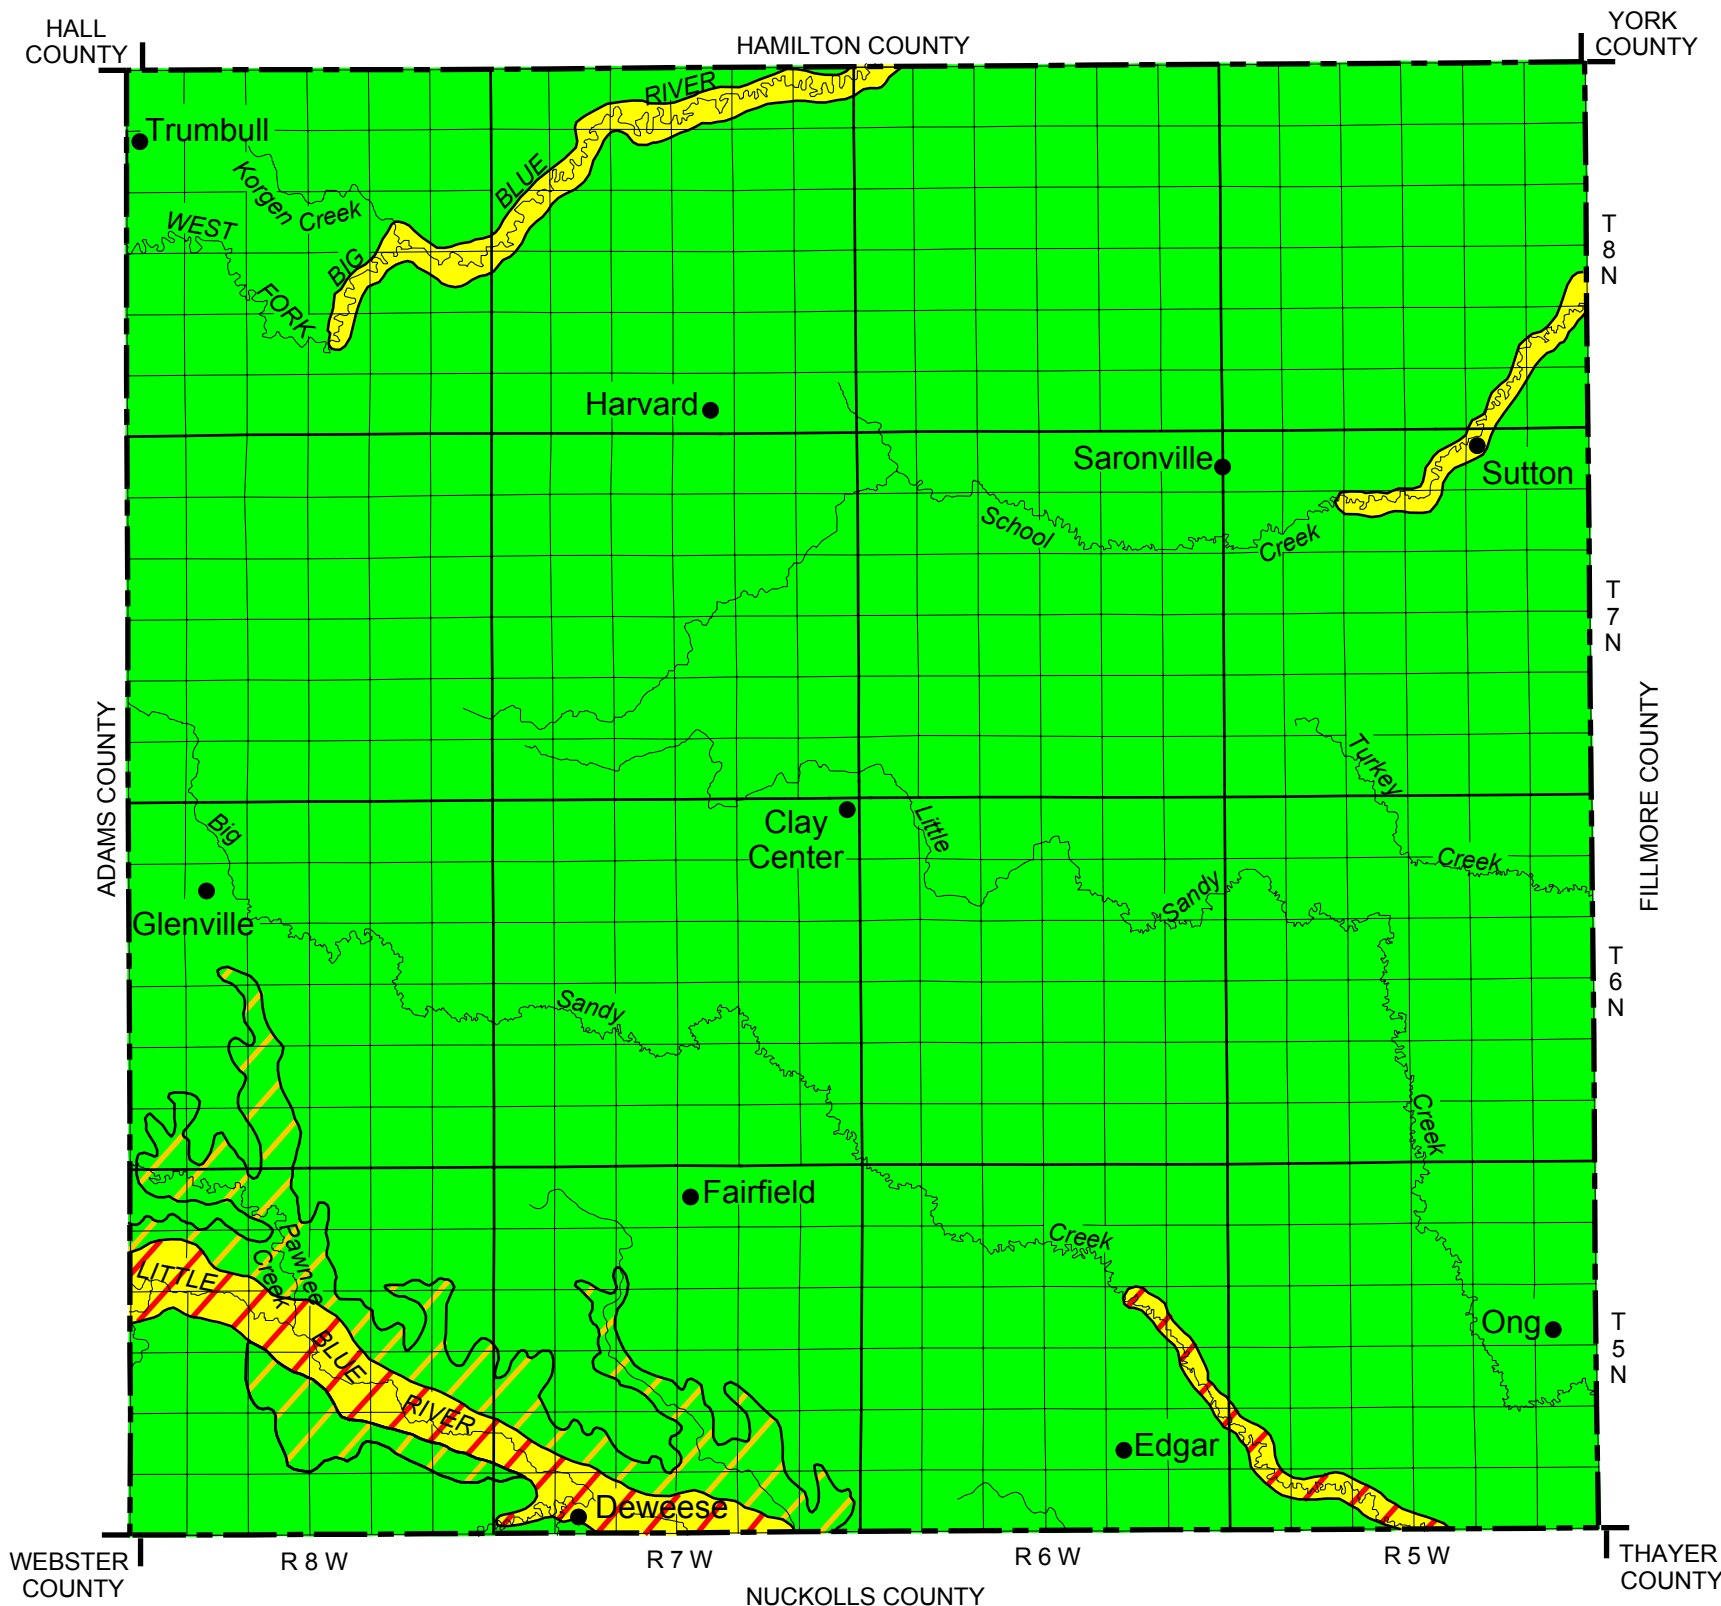 HALL
COUNTY
HAMILTON COUNTY
YORK
COUNTY
RIVER
Trumbull
BLUE
Korgen
Creek
WEST
BIG
FORK
T
8
N
Harvard
Saronville
Sutton
School
Creek
T
7
N
ADAMS COUNTY
FILLMORE COUNTY
Turkey
Creek
Big
Clay
Center
Little
Sandy
Glenville
Sandy
T
6
N
Creek
Fairfield
Pawnee
Creek
Creek
LITTLE
BLUE
RIVER
Ong
T
5
N
Edgar
Deweese
WEBSTER
COUNTY
R 8 W
R 7 W
R 6 W
R 5 W
THAYER
COUNTY
NUCKOLLS COUNTY